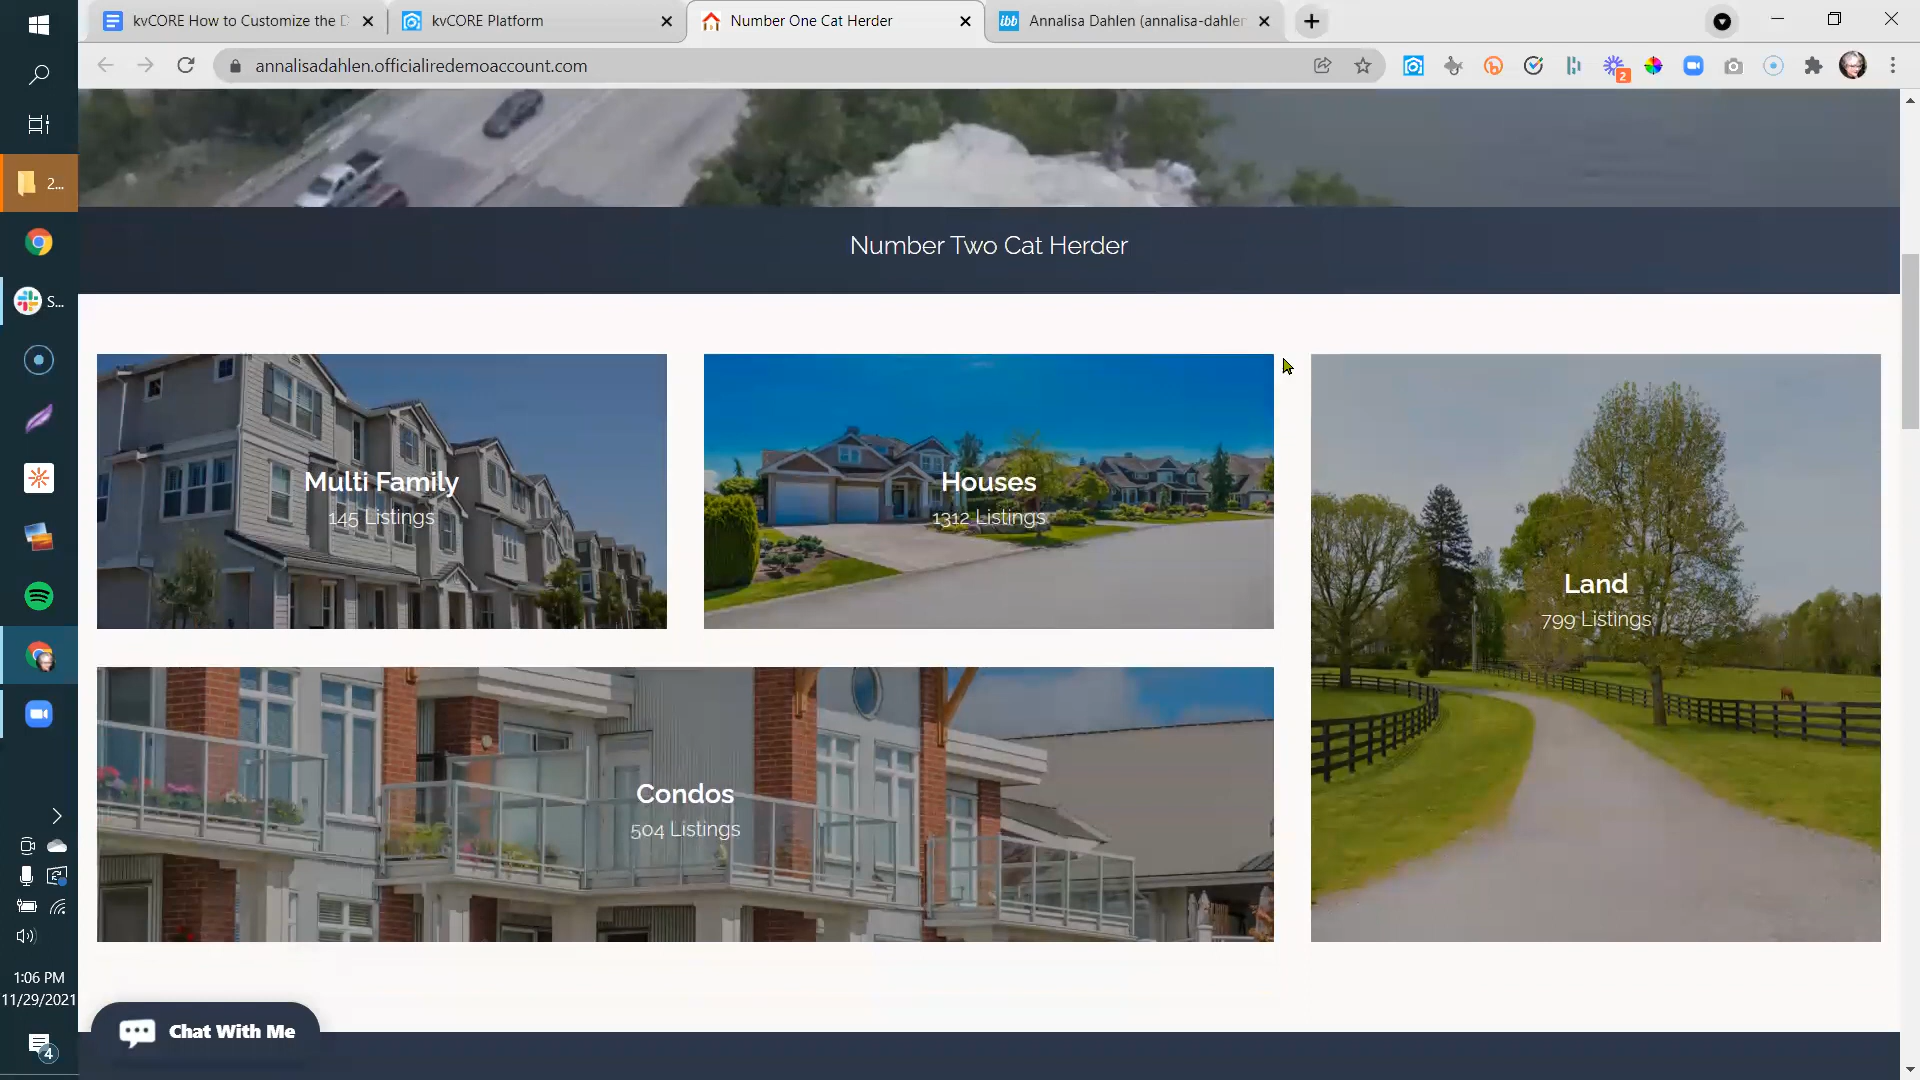 kvCORE How to Customize the D
kvCORE Platform
Number One Cat Herder
ibb
Annalisa Dahlen (annalisa-dahlen
annalisadahlen.officialiredemoaccount.com
2
2...
S...
Number Two Cat Herder
Multi Family
145 Listings
Houses
1312 Listings
Land
799 Listings
Condos
504 Listings
1:06 PM
11/29/2021
Chat With Me
4